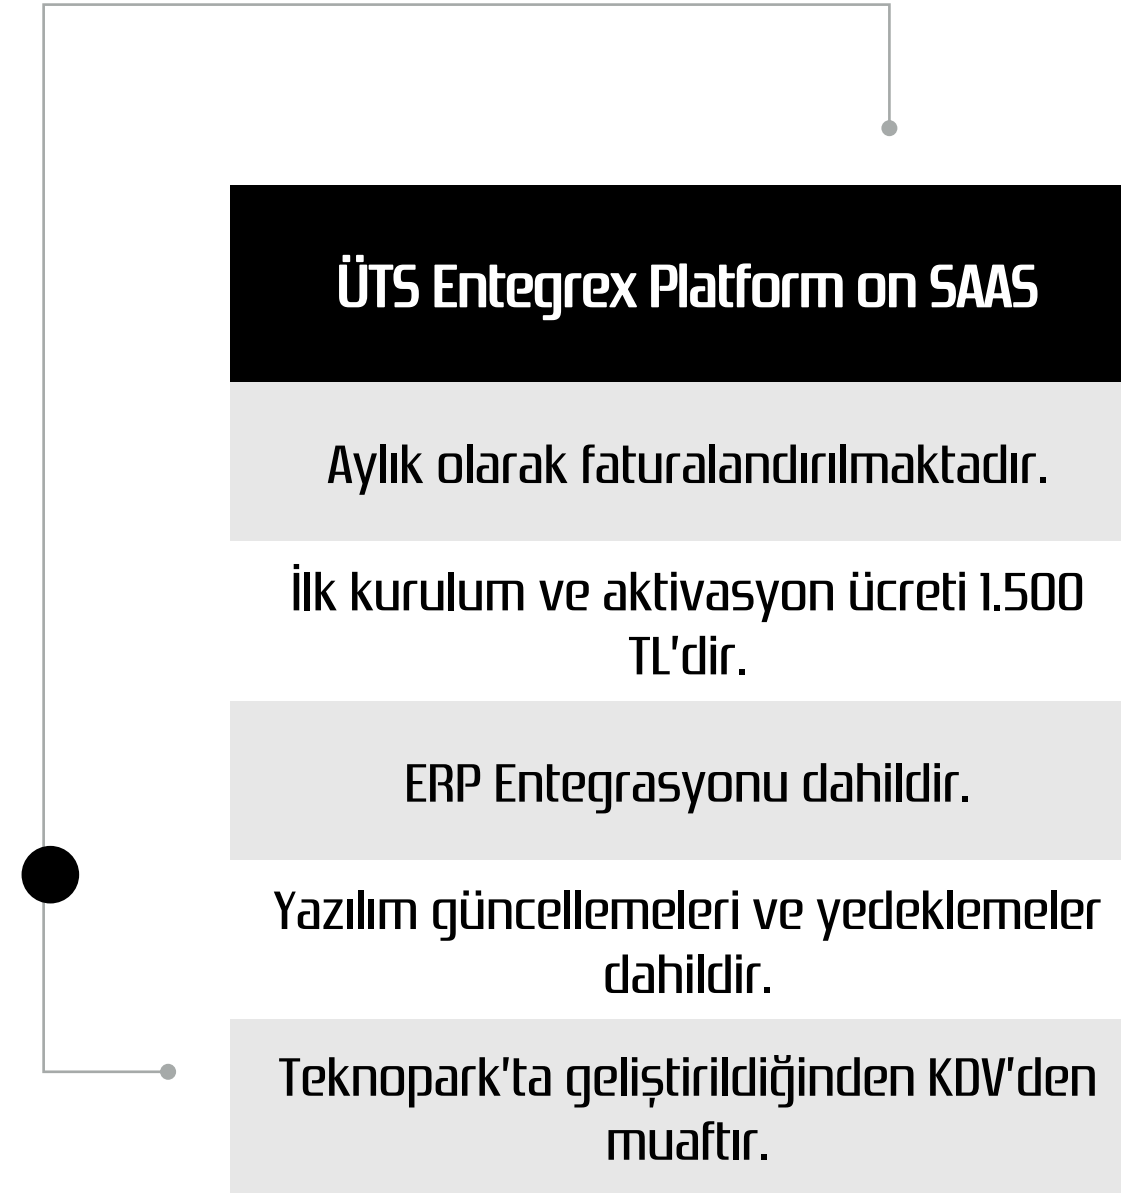 ÜTS Entegrex Platform on SAAS
Aylık olarak faturalandırılmaktadır.
İlk kurulum ve aktivasyon ücreti 1.500
TL'dir.
ERP Entegrasyonu dahildir.
Yazılım güncellemeleri ve yedeklemeler
dahildir.
Teknopark'ta geliştirildiğinden KDV'den
muaftır.